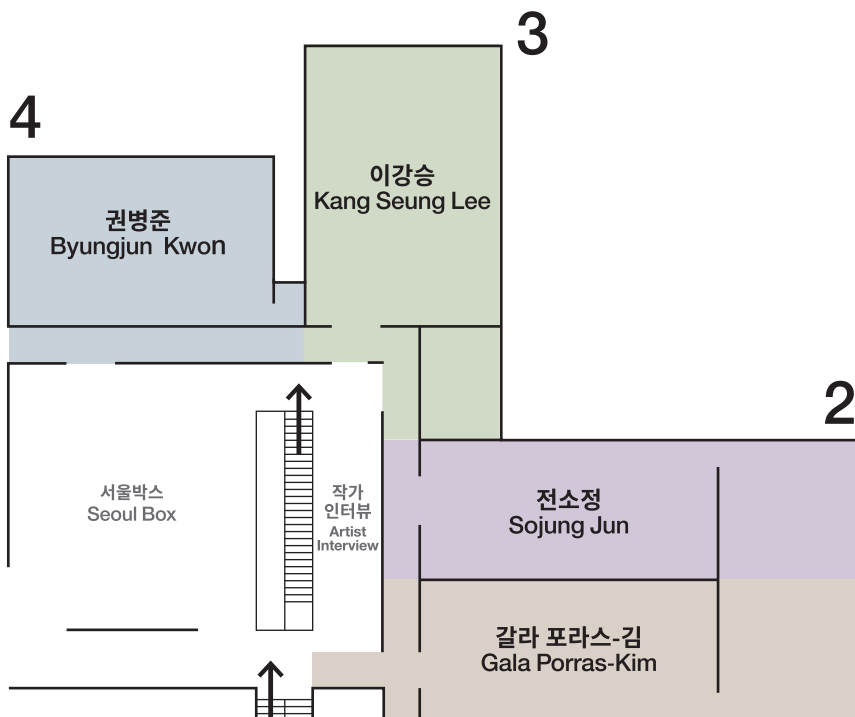 3
4
이강승
Kang Seung Lee
권병준
Byungjun Kwon
2
서울박스
Seoul Box
작가
인터뷰
Artist
Interview
전소정
Sojung Jun
갈라 포라스-김
Gala Porras-Kim